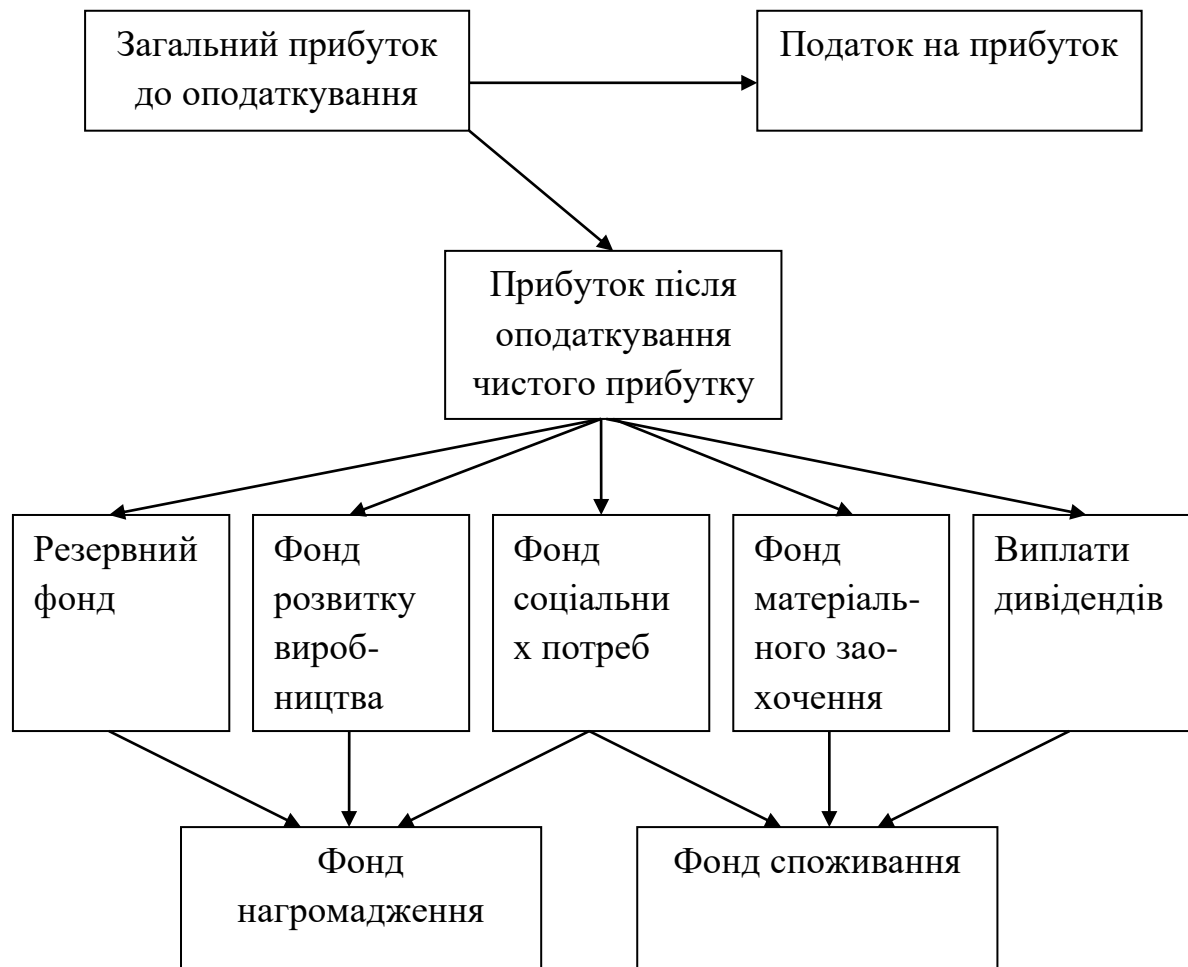 Загальний прибуток
до оподаткування
Податок на прибуток
Прибуток після
оподаткування
чистого прибутку
Резервний
фонд
Фонд
розвитку
вироб-
ництва
Фонд
соціальни
х потреб
Фонд
матеріаль-
ного зао-
хочення
Виплати
дивідендів
Фонд
нагромадження
Фонд споживання